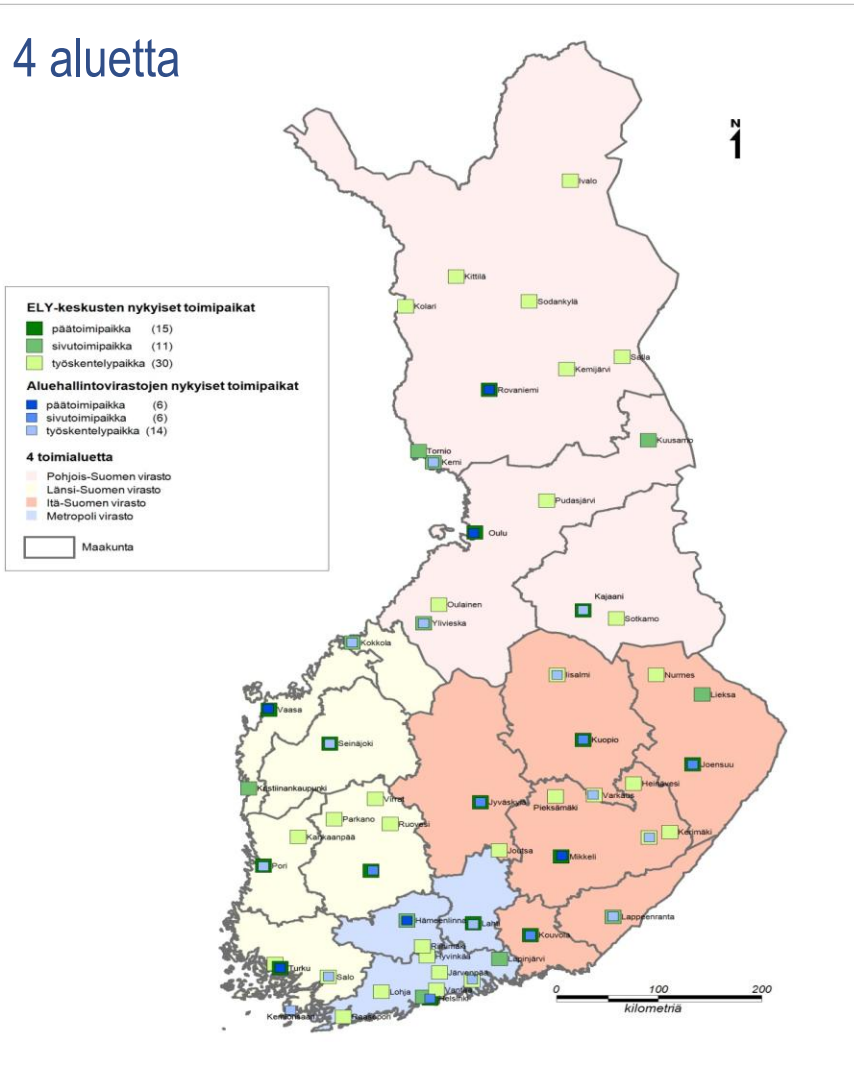 4 aluetta
N
Ivalo
Kittilä
Kolari
Sodankylä
Salla
Kemijärvi
Rovaniemi
Kuusamo
Tornio
Kemi
Pudasjärvi
Oulu
Kajaani
Oulainen
Sotkamo
Ylivieska
ELY-keskusten nykyiset toimipaikat
päätoimipaikka (15)
sivutoimipaikka (11)
työskentelypaikka (30)
Aluehallintovirastojen nykyiset toimipaikat
päätoimipaikka (6)
sivutoimipaikka (6)
työskentelypaikka (14)
4 toimialuetta
Pohjois-Suomen virasto
Länsi-Suomen virasto
Itä-Suomen virasto
Metropoli virasto
Maakunta
Kokkola
Iisalmi
Nurmes
Lieksa
Vaasa
Seinäjoki
Kuopio
Joensuu
Kristiinankaupunki
Heinävesi
Virrat
Jyväskylä
Varkaus
Pieksämäki
Parkano
Ruovesi
Kankaanpää
Kerimäki
Joutsa
Mikkeli
Pori
Hämeenlinna
Lahti
Lappeenranta
Kouvola
Riihimäki
Hyvinkää
Lapinjärvi
Turku
Salo
Järvenpää
Lohja
Vantaa
Helsinki
Kemiönsaari
Raasepori
0 100 200
kilometriä